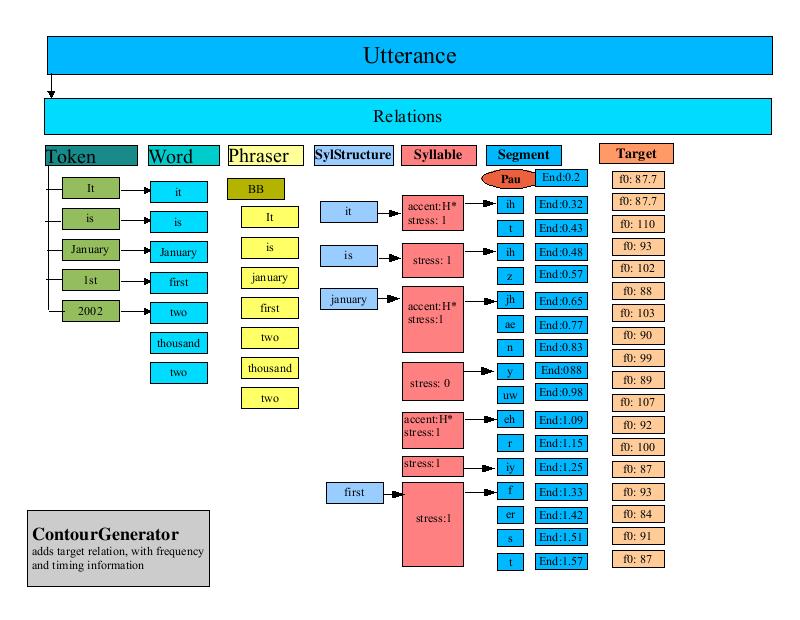 Utterance
Relations
Token
Word
Phraser
SylStructure
Syllable
Segment
Target
It
is
January
1st
2002
it
is
January
first
two
thousand
two
BB
It
is
january
first
two
thousand
two
it
is
january
first
accent:H*
stress: 1
stress: 1
accent:H*
stress:1
stress: 0
accent:H*
stress:1
stress:1
stress:1
Pau End:0.2
ih End:0.32
t End:0.43
ih End:0.48
z End:0.57
jh End:0.65
ae End:0.77
n End:0.83
y End:088
uw End:0.98
eh End:1.09
r End:1.15
iy End:1.25
f End:1.33
er End:1.42
s End:1.51
t End:1.57
f0: 87.7
f0: 87.7
f0: 110
f0: 93
f0: 102
f0: 88
f0: 103
f0: 90
f0: 99
f0: 89
f0: 107
f0: 92
f0: 100
f0: 87
f0: 93
f0: 84
f0: 91
f0: 87
ContourGenerator
adds target relation, with frequency
and timing information